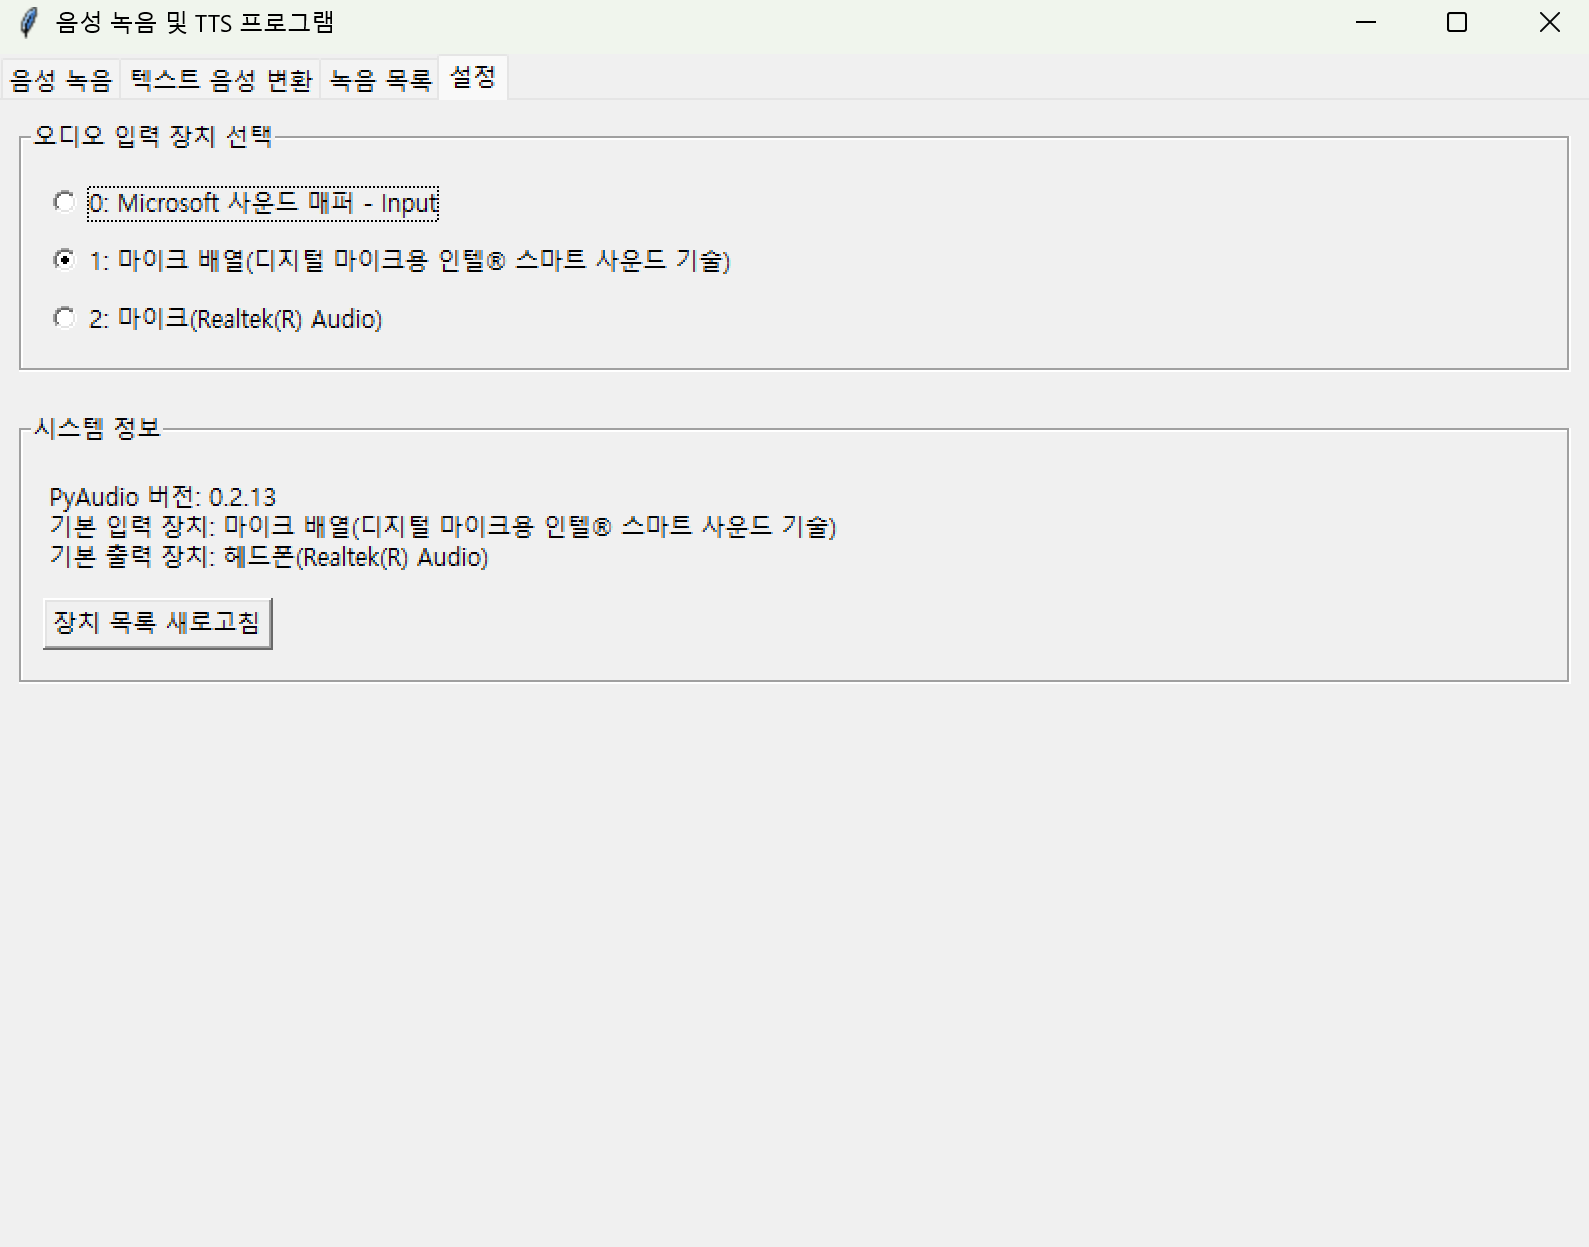 음성 녹음 및 TTS 프로그램
음성 녹음 텍스트 음성 변환 녹음 목록 설정
오디오 입력 장치 선택
0: Microsoft 사운드 매퍼 - Input
1: 마이크 배열(디지털 마이크용 인텔® 스마트 사운드 기술)
2: 마이크(Realtek(R) Audio)
시스템 정보
PyAudio 버전: 0.2.13
기본 입력 장치: 마이크 배열(디지털 마이크용 인텔® 스마트 사운드 기술)
기본 출력 장치: 헤드폰(Realtek(R) Audio)
장치 목록 새로고침